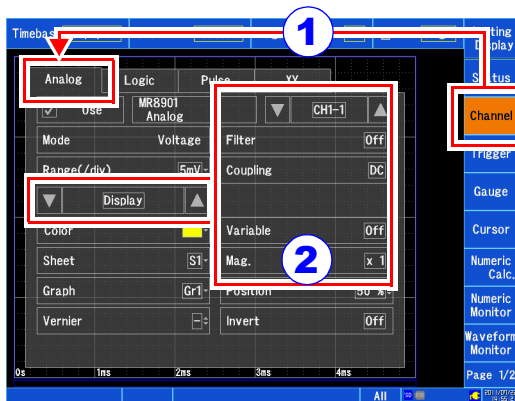 Timebas
1
ting
Display
Analog
Logic
Pulse
XY
Status
Use
MR8901
Analog
CH1-1
Channel
Mode
Voltage
Filter
Off
Trigger
Range(/div)
5mV
Coupling
DC
Gauge
Display
Color
Variable
Off
Cursor
2
Sheet
S1
Mag.
x 1
Numeric
Calc.
Graph
Gr1
Position
50 %
Numeric
Monitor
Vernier
Invert
Off
Waveform
Monitor
0s
1ms
2ms
3ms
4ms
Page 1/2
All